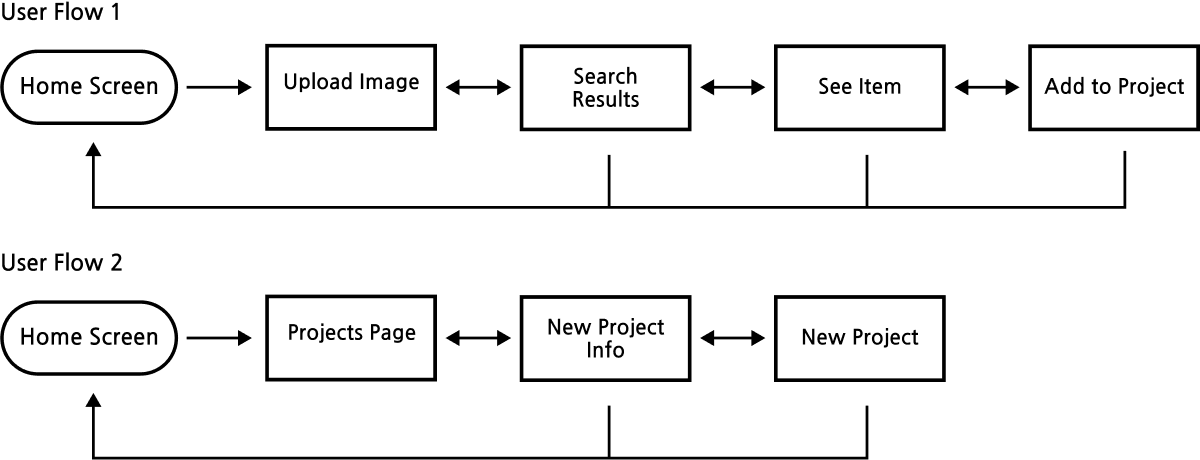 User Flow 1
Home Screen
Upload Image
Search
Results
See Item
Add to Project
User Flow 2
Home Screen
Projects Page
New Project
Info
New Project